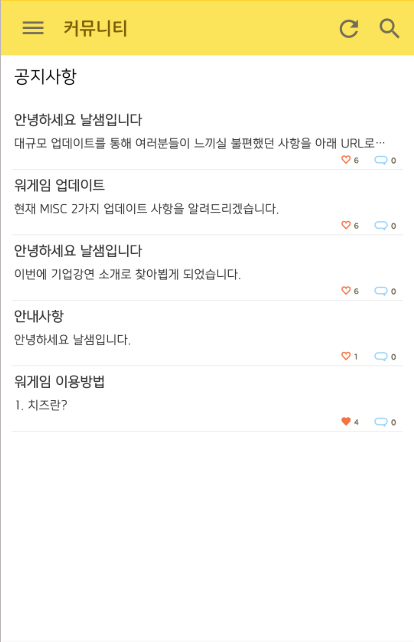 커뮤니티
공지사항
안녕하세요 날샘입니다
대규모 업데이트를 통해 여러분들이 느끼실 불편했던 사항을 아래 URL로…
6 0
워게임 업데이트
현재 MISC 2가지 업데이트 사항을 알려드리겠습니다.
6 0
안녕하세요 날샘입니다
이번에 기업강연 소개로 찾아뵙게 되었습니다.
6 0
안내사항
안녕하세요 날샘입니다.
1 0
워게임 이용방법
1. 치즈란?
4 0